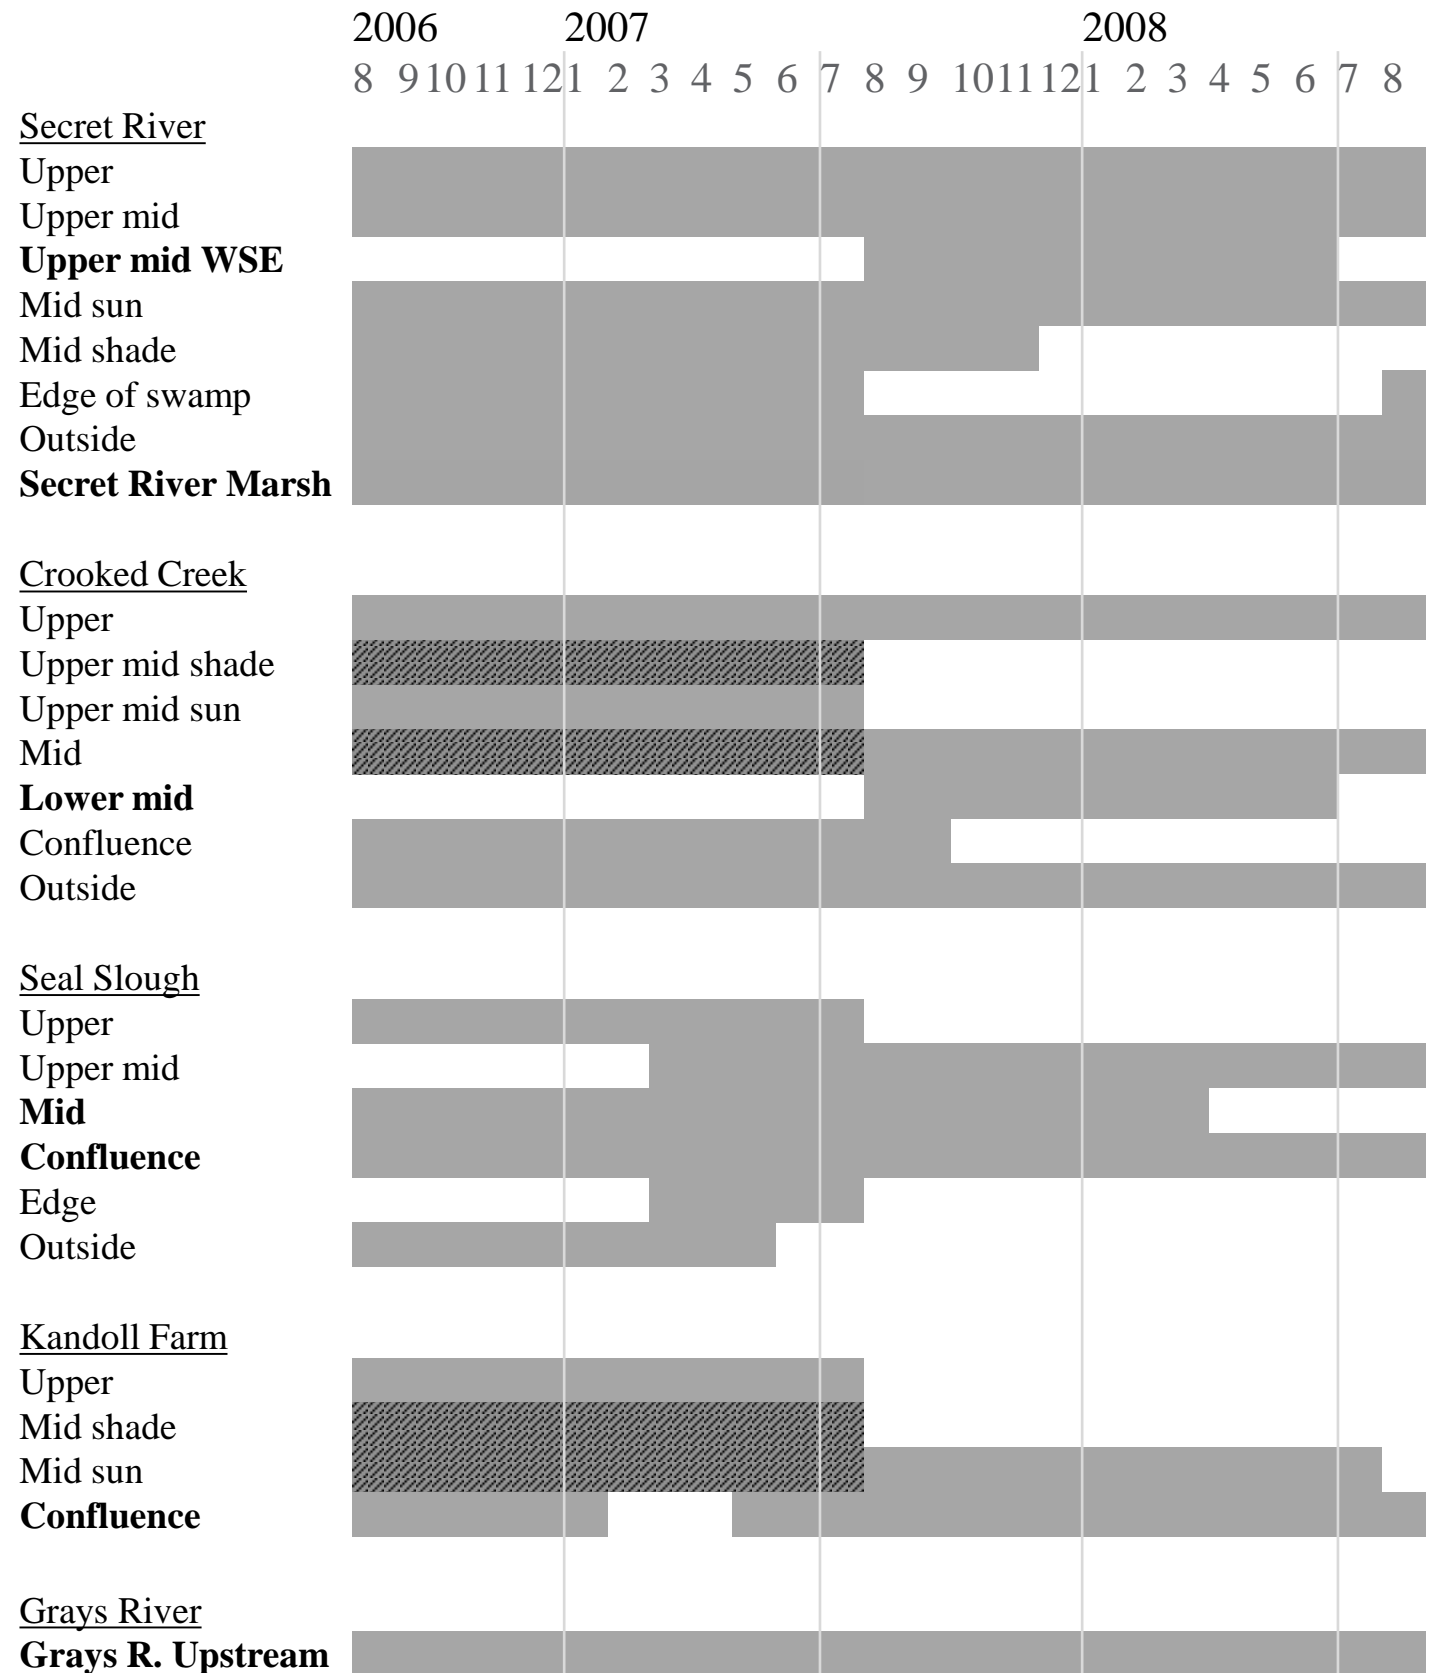 2006 2007 2008
8 9 10 11 12 1 2 3 4 5 6 7 8 9 10 11 12 1 2 3 4 5 6 7 8
Secret River
Upper
Upper mid
Upper mid WSE
Mid sun
Mid shade
Edge of swamp
Outside
Secret River Marsh
Crooked Creek
Upper
Upper mid shade
Upper mid sun
Mid
Lower mid
Confluence
Outside
Seal Slough
Upper
Upper mid
Mid
Confluence
Edge
Outside
Kandoll Farm
Upper
Mid shade
Mid sun
Confluence
Grays River
Grays R. Upstream